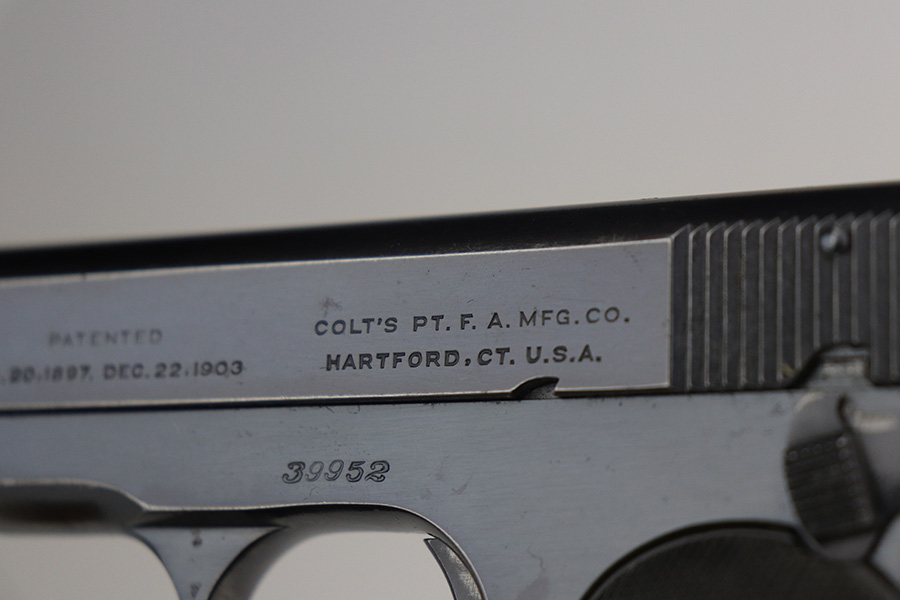 PATENTED
20.1897. DEC.22.1903
COLT'S PT. F. A. MFG. CO.
HARTFORD, CT. U.S.A.
39952